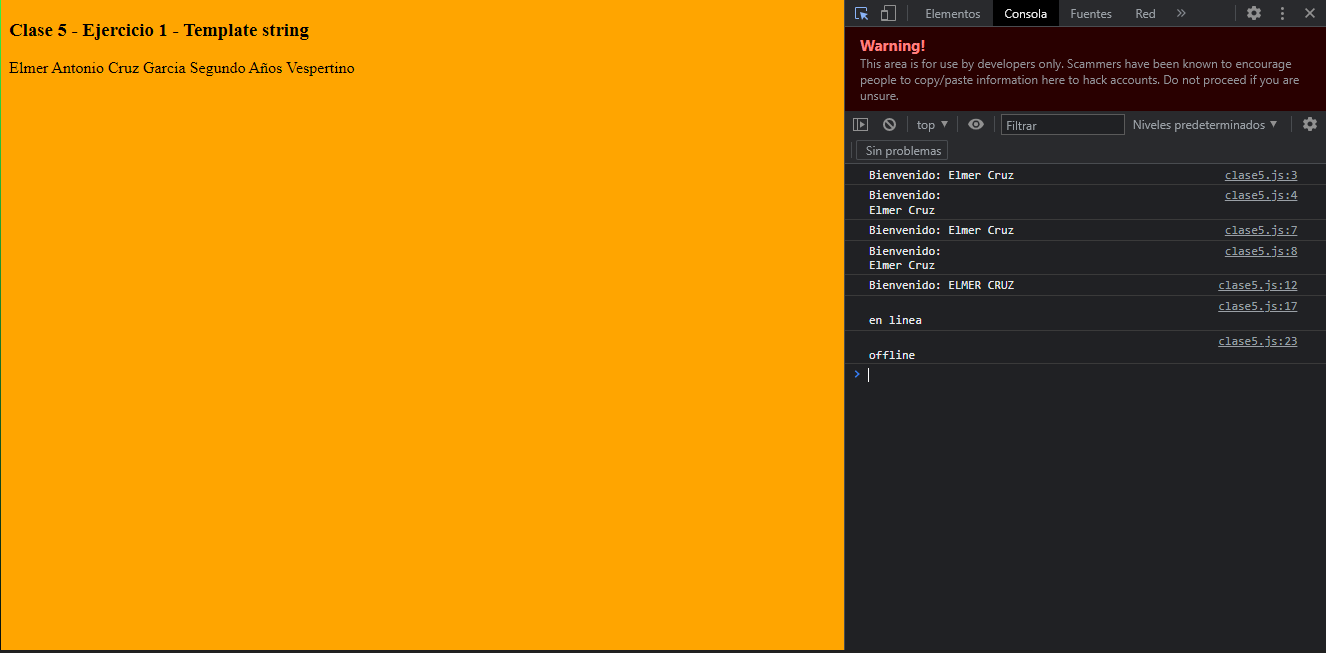 Clase 5 - Ejercicio 1 - Template string
Elmer Antonio Cruz Garcia Segundo Años Vespertino
Elementos Consola Fuentes Red »
Warning!
This area is for use by developers only. Scammers have been known to encourage
people to copy/paste information here to hack accounts. Do not proceed if you are
unsure.
top ▼ Filtrar Niveles predeterminados ▼
Sin problemas
Bienvenido: Elmer Cruz clase5.js:3
Bienvenido: clase5.js:4
Elmer Cruz
Bienvenido: Elmer Cruz clase5.js:7
Bienvenido: clase5.js:8
Elmer Cruz
Bienvenido: ELMER CRUZ clase5.js:12
clase5.js:17
en linea
clase5.js:23
offline
>